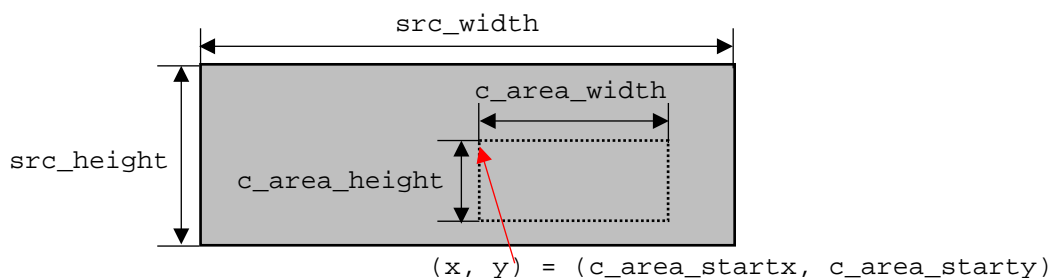 src_width
c_area_width
src_height
c_area_height
(x, y) = (c_area_startx, c_area_starty)